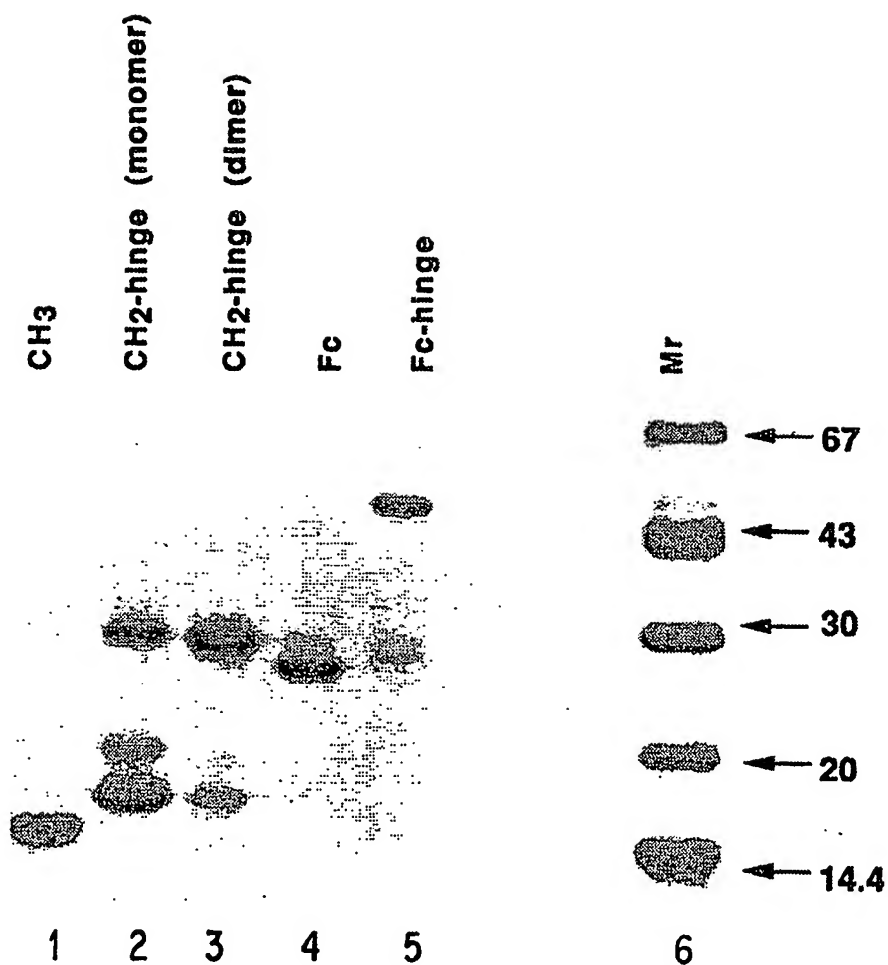 CH3
CH2-hinge (monomer)
CH2-hinge (dimer)
Fc
Fc-hinge
Mr
67
43
30
20
14.4
1 2 3 4 5 6